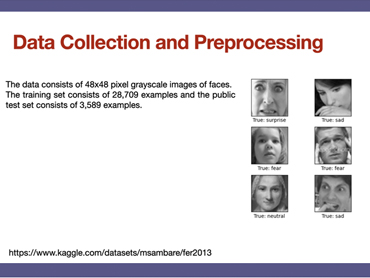 Data Collection and Preprocessing
The data consists of 48x48 pixel grayscale images of faces.
The training set consists of 28,709 examples and the public
test set consists of 3,589 examples.
True: surprise
True: sad
True: fear
True: fear
True: neutral
True: sad
https://www.kaggle.com/datasets/msambare/fer2013